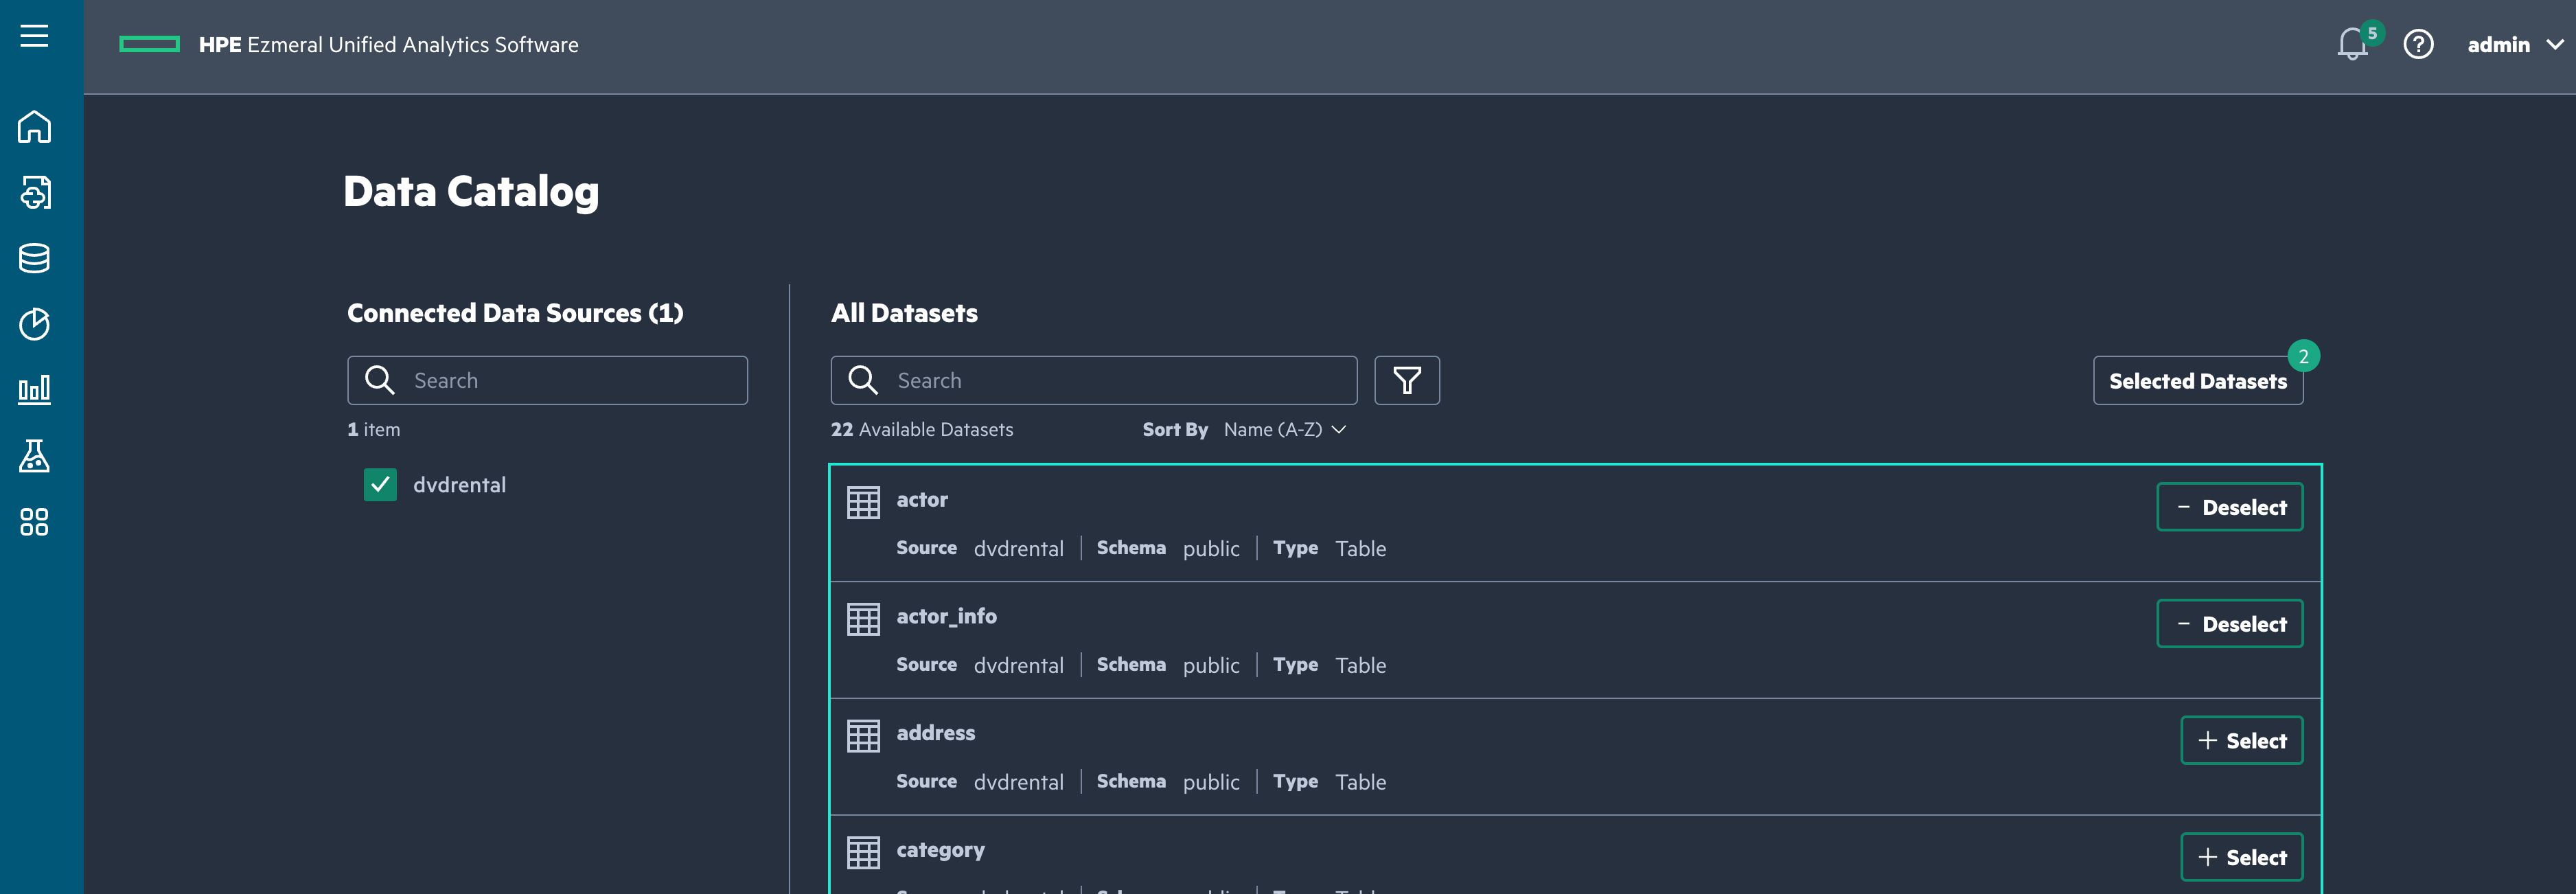 HPE Ezmeral Unified Analytics Software
5
admin
Data Catalog
Connected Data Sources (1)
Search
1 item
dvdrental
All Datasets
Search
22 Available Datasets
Sort By Name (A-Z)
2
Selected Datasets
actor
Deselect
Source dvdrental Schema public Type Table
actor_info
Deselect
Source dvdrental Schema public Type Table
address
Select
Source dvdrental Schema public Type Table
category
Select